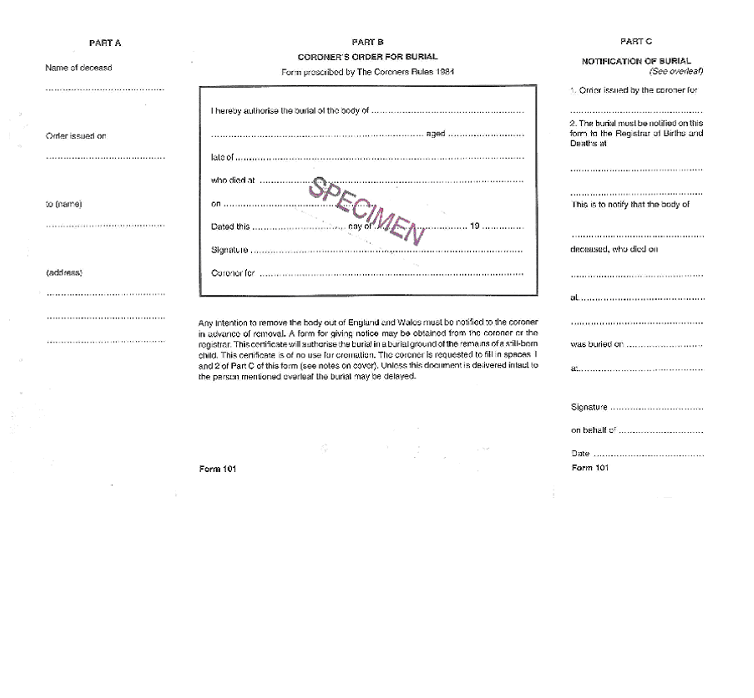 PART A
Name of deceased
Order issued on
to (name)
(address)
PART B
CORONER'S ORDER FOR BURIAL
Form prescribed by The Coroners Rules 1984
I hereby authorise the burial of the body of
aged
late of
who died at
on
Dated this day of 19
Signature
Coroner for
SPECIMEN
Any intention to remove the body out of England and Wales must be notified to the coroner
in advance of removal. A form for giving notice may be obtained from the coroner or the
registrar. This certificate will authorise the burial in a burial ground of the remains of a still-born
child. This certificate is of no use for cremation. The coroner is requested to fill in spaces 1
and 2 of Part C of this form (see notes on cover). Unless this document is delivered intact to
the person mentioned overleaf the burial may be delayed.
Form 101
PART C
NOTIFICATION OF BURIAL
(See overleaf)
1. Order issued by the coroner for
2. The burial must be notified on this
form to the Registrar of Births and
Deaths at
This is to notify that the body of
deceased, who died on
at
was buried on
at
Signature
on behalf of
Date
Form 101